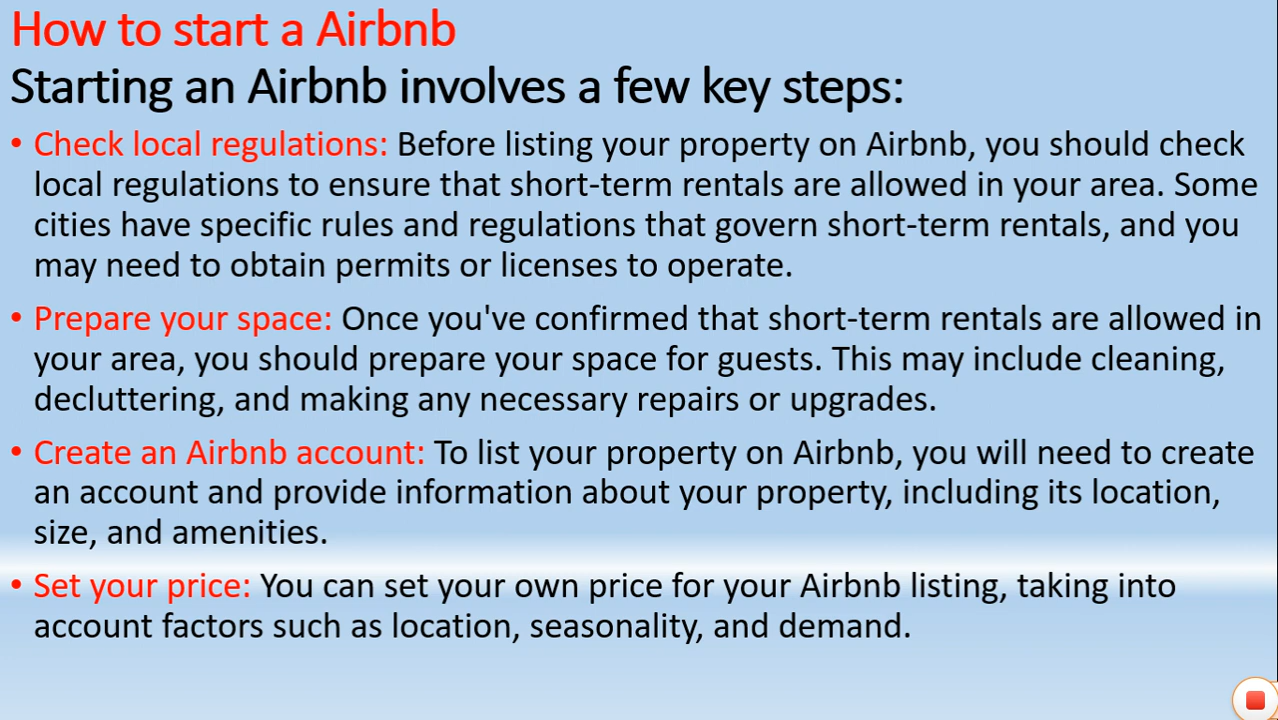 How to start a Airbnb
Starting an Airbnb involves a few key steps:
• Check local regulations: Before listing your property on Airbnb, you should check
local regulations to ensure that short-term rentals are allowed in your area. Some
cities have specific rules and regulations that govern short-term rentals, and you
may need to obtain permits or licenses to operate.
• Prepare your space: Once you've confirmed that short-term rentals are allowed in
your area, you should prepare your space for guests. This may include cleaning,
decluttering, and making any necessary repairs or upgrades.
• Create an Airbnb account: To list your property on Airbnb, you will need to create
an account and provide information about your property, including its location,
size, and amenities.
• Set your price: You can set your own price for your Airbnb listing, taking into
account factors such as location, seasonality, and demand.